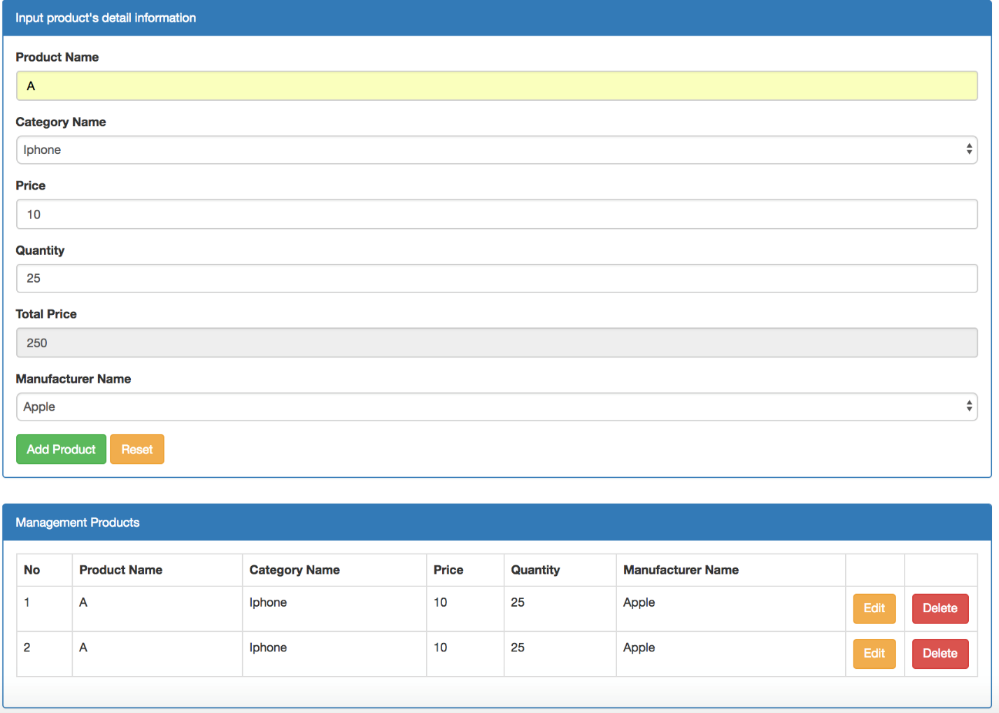 Input product's detail information
Product Name
A
Category Name
Iphone
Price
10
Quantity
25
Total Price
250
Manufacturer Name
Apple
Add Product Reset
Management Products
No Product Name Category Name Price Quantity Manufacturer Name
1 A Iphone 10 25 Apple Edit Delete
2 A Iphone 10 25 Apple Edit Delete